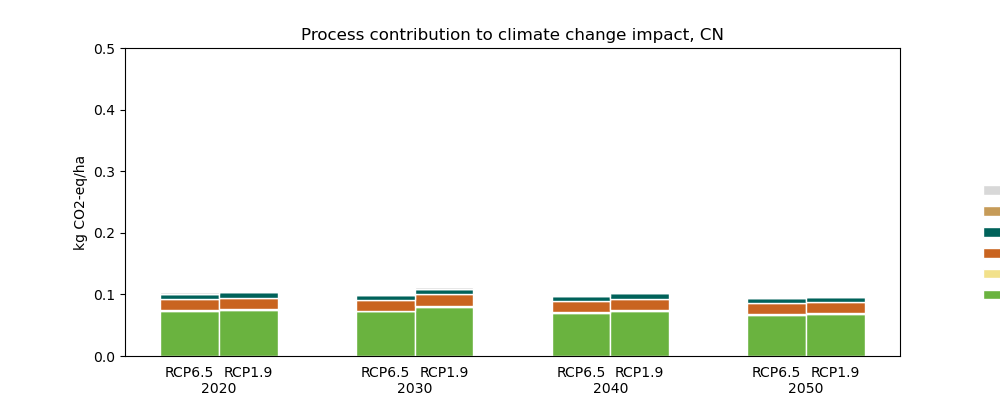 Process contribution to climate change impact, CN
0.5
0.4
0.3
0.2
0.1
0.0
kg CO2-eq/ha
RCP6.5 RCP1.9 RCP6.5 RCP1.9 RCP6.5 RCP1.9 RCP6.5 RCP1.9
2020 2030 2040 2050